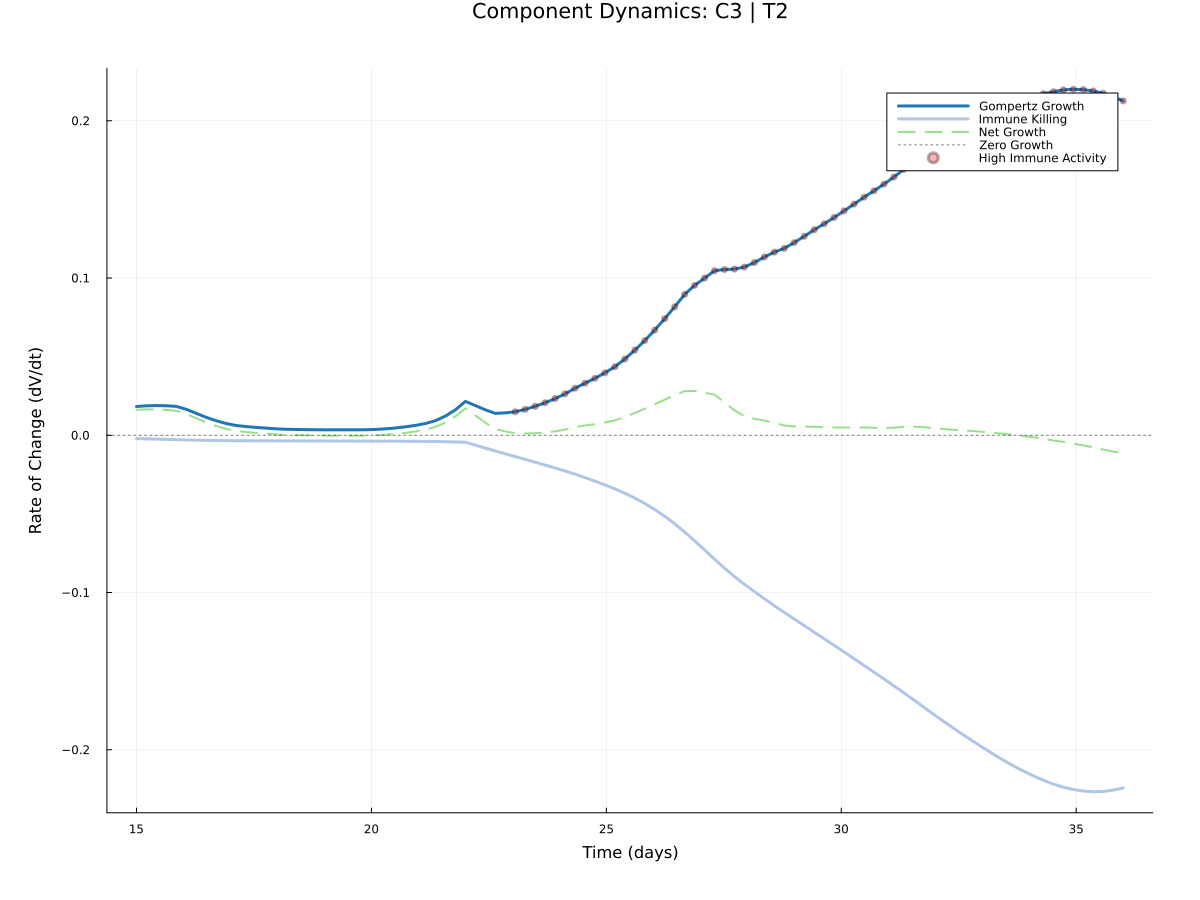 Component Dynamics: C3 | T2
Gompertz Growth
Immune Killing
Net Growth
Zero Growth
High Immune Activity
Rate of Change (dV/dt)
0.2
0.1
0.0
−0.1
−0.2
15 20 25 30 35
Time (days)